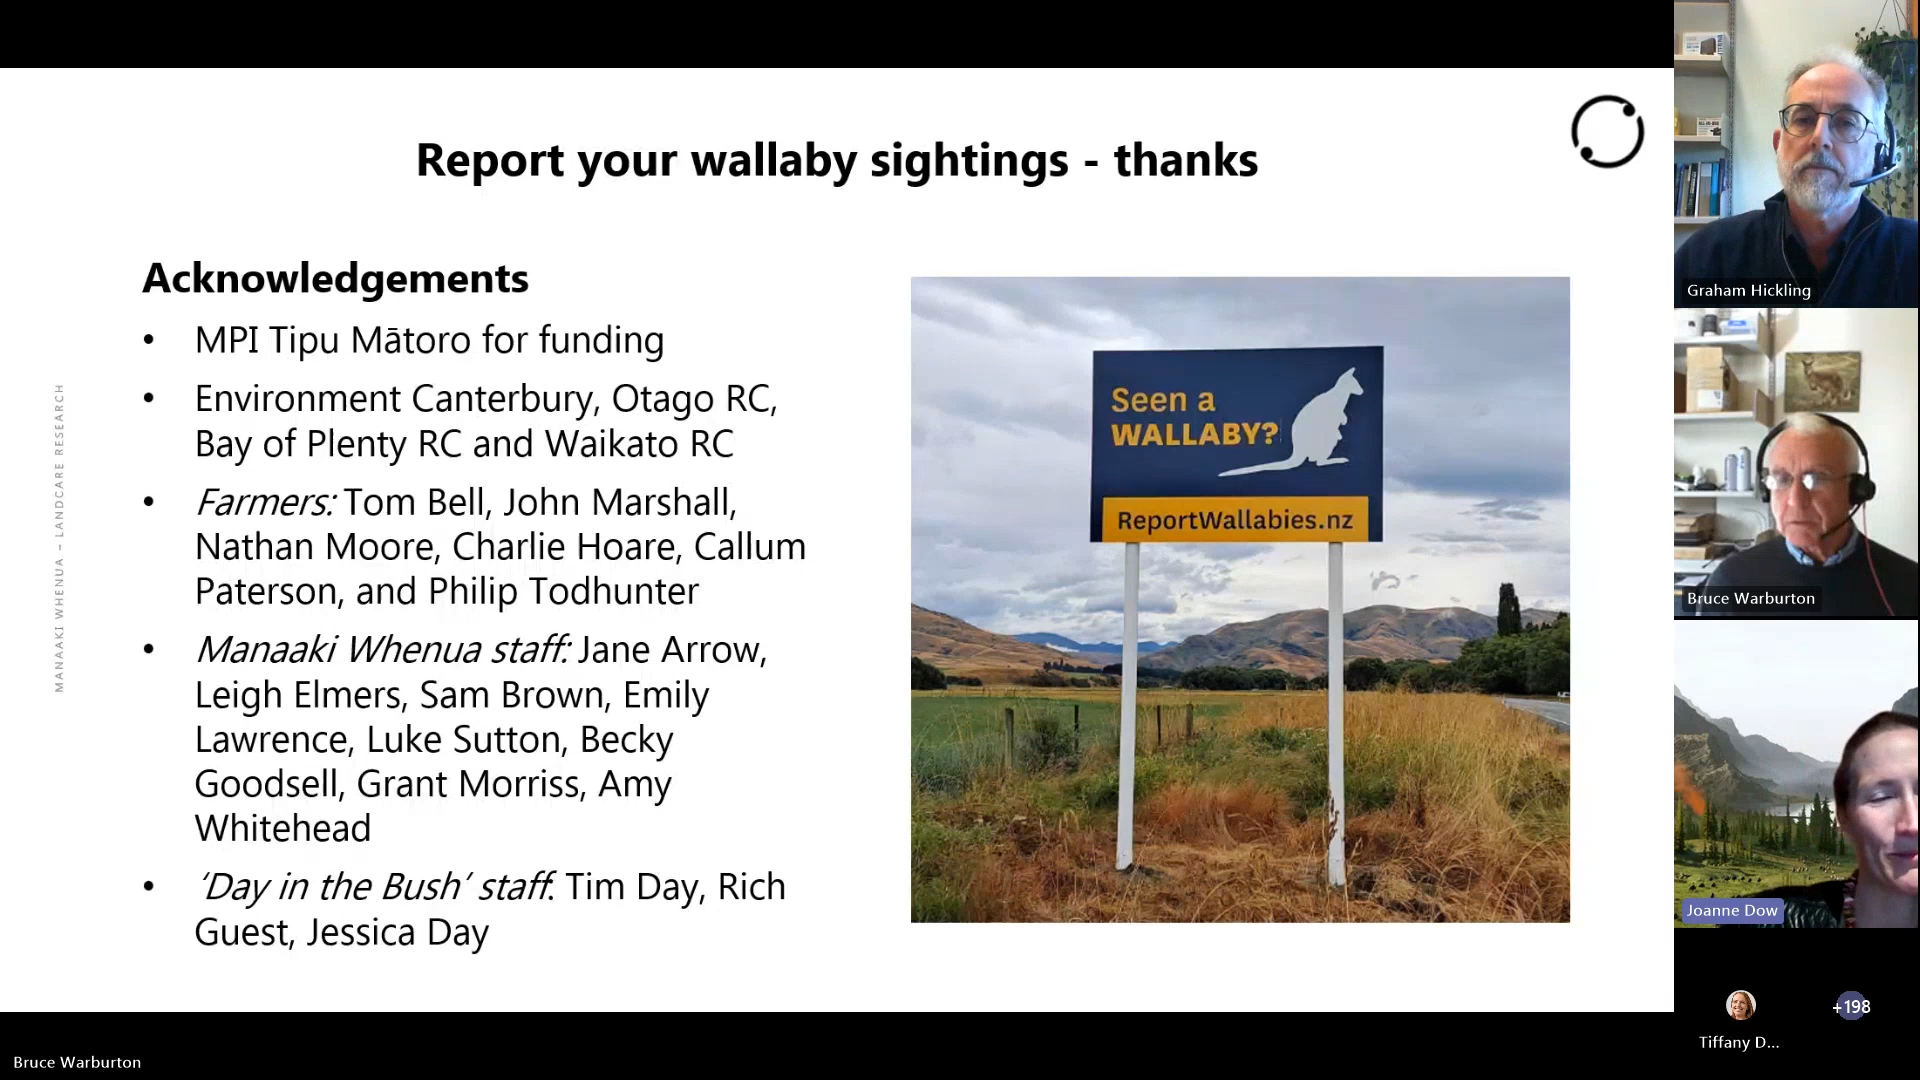 Report your wallaby sightings - thanks
Acknowledgements
• MPI Tipu Mātoro for funding
• Environment Canterbury, Otago RC,
Bay of Plenty RC and Waikato RC
• Farmers: Tom Bell, John Marshall,
Nathan Moore, Charlie Hoare, Callum
Paterson, and Philip Todhunter
• Manaaki Whenua staff: Jane Arrow,
Leigh Elmers, Sam Brown, Emily
Lawrence, Luke Sutton, Becky
Goodsell, Grant Morriss, Amy
Whitehead
• ‘Day in the Bush’ staff: Tim Day, Rich
Guest, Jessica Day
MANAAKI WHENUA – LANDCARE RESEARCH
Seen a
WALLABY?
ReportWallabies.nz
Graham Hickling
Bruce Warburton
Joanne Dow
Tiffany D...
+198
Bruce Warburton